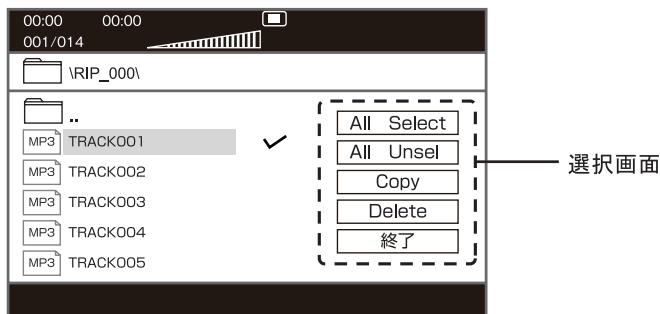 00:00 00:00
001/014
\RIP_000\
..
MP3 TRACK001
MP3 TRACK002
MP3 TRACK003
MP3 TRACK004
MP3 TRACK005
All Select
All Unsel
Copy
Delete
終了
選択画面